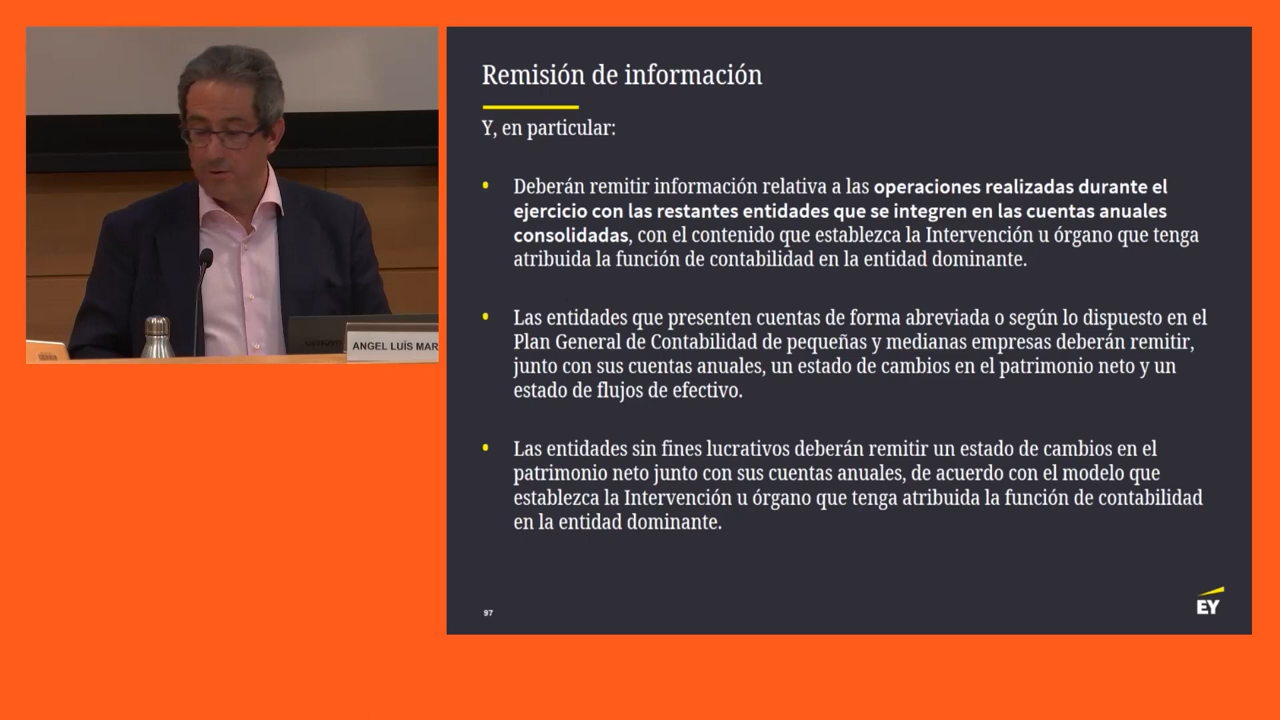 ANGEL LUÍS MAR
Remisión de información
Y, en particular:
• Deberán remitir información relativa a las operaciones realizadas durante el
ejercicio con las restantes entidades que se integren en las cuentas anuales
consolidadas, con el contenido que establezca la Intervención u órgano que tenga
atribuida la función de contabilidad en la entidad dominante.
• Las entidades que presenten cuentas de forma abreviada o según lo dispuesto en el
Plan General de Contabilidad de pequeñas y medianas empresas deberán remitir,
junto con sus cuentas anuales, un estado de cambios en el patrimonio neto y un
estado de flujos de efectivo.
• Las entidades sin fines lucrativos deberán remitir un estado de cambios en el
patrimonio neto junto con sus cuentas anuales, de acuerdo con el modelo que
establezca la Intervención u órgano que tenga atribuida la función de contabilidad
en la entidad dominante.
97
EY